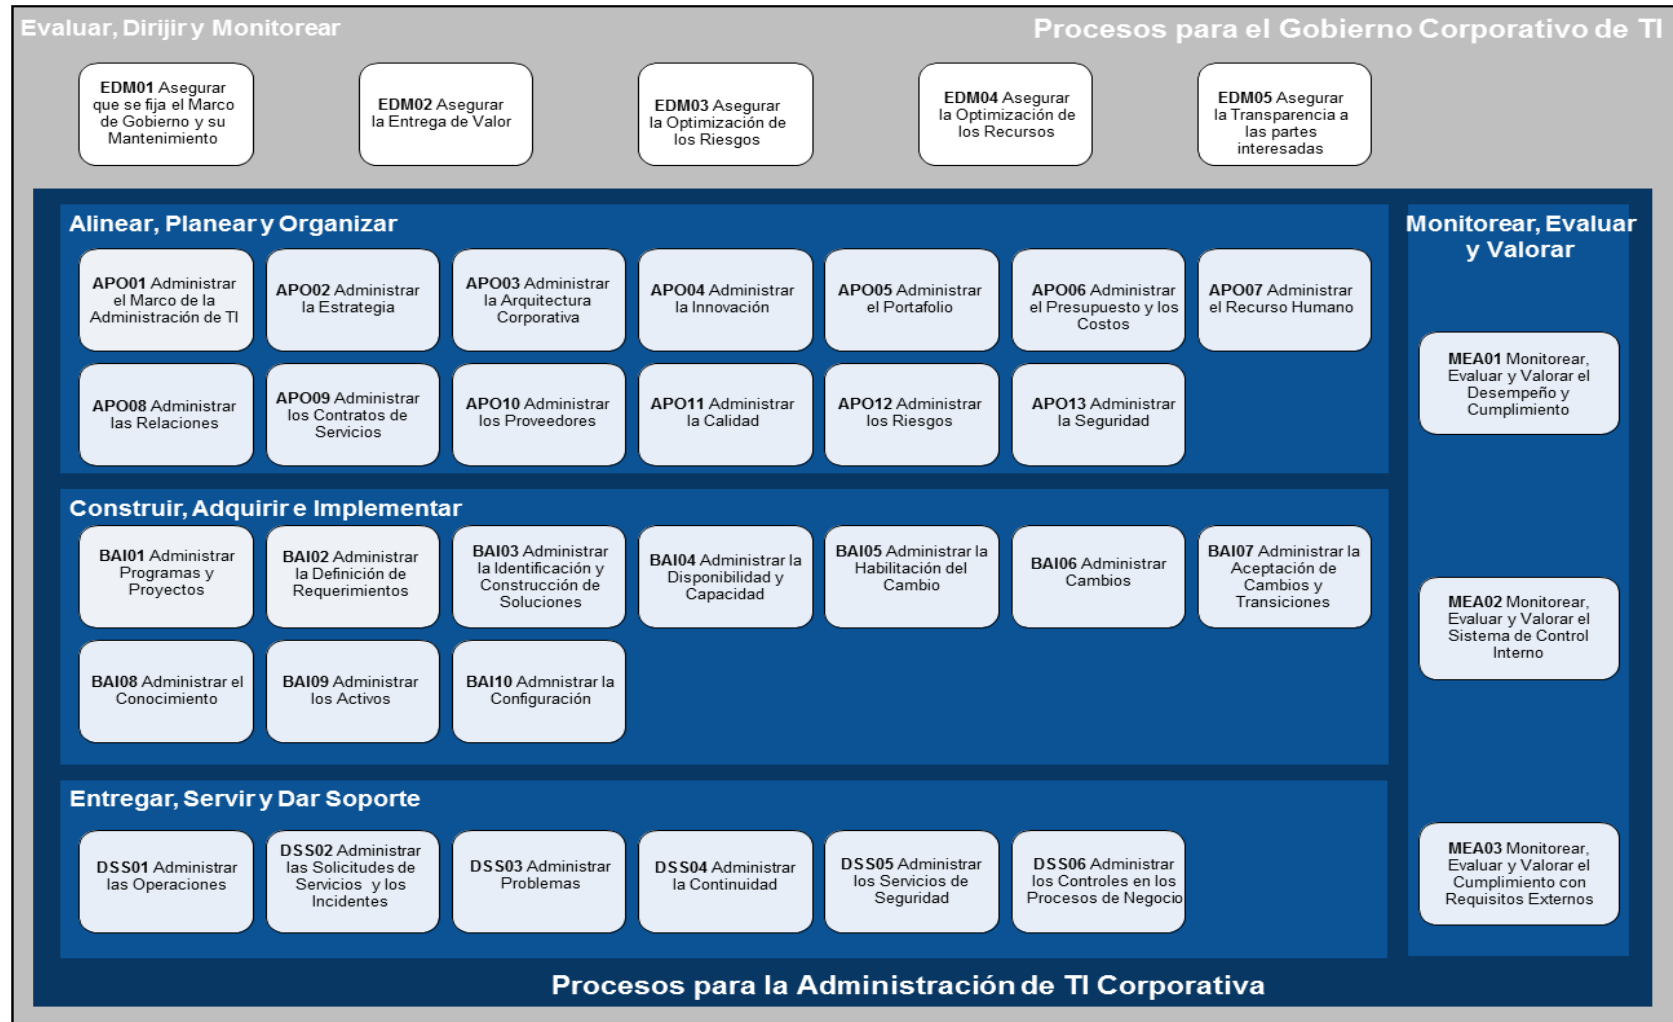 Evaluar, Dirijir y Monitorear
Procesos para el Gobierno Corporativo de TI
EDM01 Asegurar
que se fija el Marco
de Gobierno y su
Mantenimiento
EDM02 Asegurar
la Entrega de Valor
EDM03 Asegurar
la Optimización de
los Riesgos
EDM04 Asegurar
la Optimización de
los Recursos
EDM05 Asegurar
la Transparencia a
las partes
interesadas
Alinear, Planear y Organizar
APO01 Administrar
el Marco de la
Administración de TI
APO02 Administrar
la Estrategia
APO03 Administrar
la Arquitectura
Corporativa
APO04 Administrar
la Innovación
APO05 Administrar
el Portafolio
APO06 Administrar
el Presupuesto y los
Costos
APO07 Administrar
el Recurso Humano
APO08 Administrar
las Relaciones
APO09 Administrar
los Contratos de
Servicios
APO10 Administrar
los Proveedores
APO11 Administrar
la Calidad
APO12 Administrar
los Riesgos
APO13 Administrar
la Seguridad
Construir, Adquirir e Implementar
BAI01 Administrar
Programas y
Proyectos
BAI02 Administrar
la Definición de
Requerimientos
BAI03 Administrar
la Identificación y
Construcción de
Soluciones
BAI04 Administrar la
Disponibilidad y
Capacidad
BAI05 Administrar la
Habilitación del
Cambio
BAI06 Administrar
Cambios
BAI07 Administrar la
Aceptación de
Cambios y
Transiciones
BAI08 Administrar el
Conocimiento
BAI09 Administrar
los Activos
BAI10 Admnistrar la
Configuración
Entregar, Servir y Dar Soporte
DSS01 Administrar
las Operaciones
DSS02 Administrar
las Solicitudes de
Servicios y los
Incidentes
DSS03 Administrar
Problemas
DSS04 Administrar
la Continuidad
DSS05 Administrar
los Servicios de
Seguridad
DSS06 Administrar
los Controles en los
Procesos de Negocio
Monitorear, Evaluar
y Valorar
MEA01 Monitorear,
Evaluar y Valorar el
Desempeño y
Cumplimiento
MEA02 Monitorear,
Evaluar y Valorar el
Sistema de Control
Interno
MEA03 Monitorear,
Evaluar y Valorar el
Cumplimiento con
Requisitos Externos
Procesos para la Administración de TI Corporativa